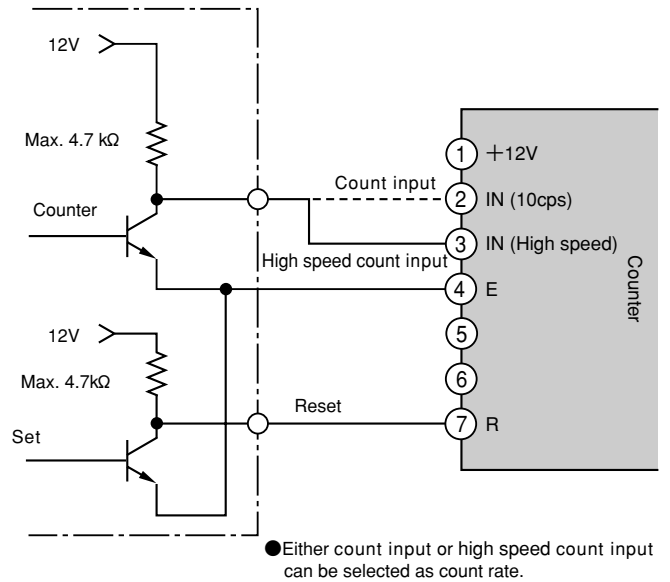 12V
Max. 4.7 kΩ
1 +12V
Count input
2 IN (10cps)
Counter
3 IN (High speed)
High speed count input
Counter
4 E
12V
5
Max. 4.7kΩ
6
Reset
7 R
Set
●Either count input or high speed count input
can be selected as count rate.